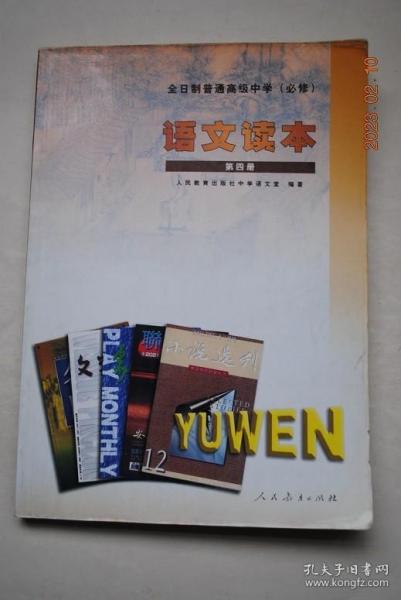 全日制普通高级中学（必修）
语文读本
第四册
人民教育出版社中学语文室 编著
2023.02.10
聯
PLAY MONTHLY
小说选刊
SELECTED
12
YUWEN
人民教育出版社
孔夫子旧书网
www.kongfz.com